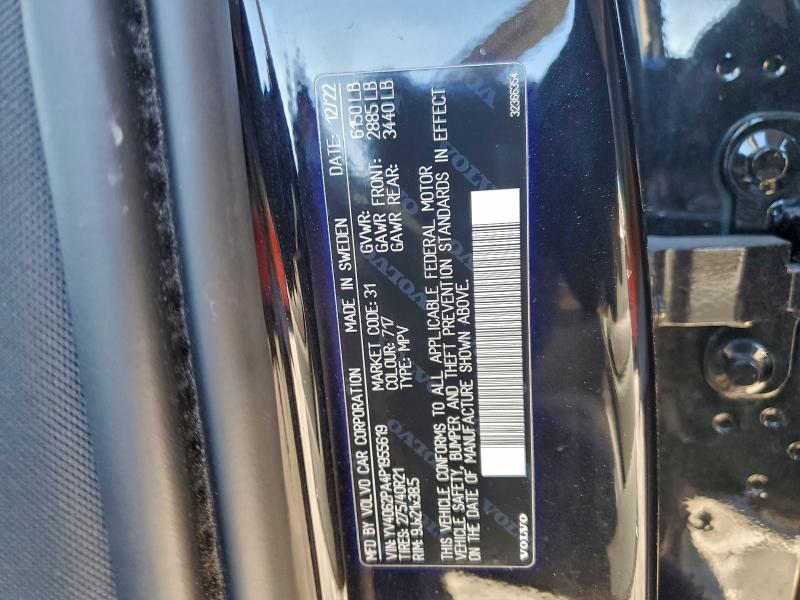 MFD BY VOLVO CAR CORPORATION MADE IN SWEDEN DATE: 12/22
VIN: YV4062PA4P1955619 MARKET CODE: 31 GVWR: 6150 LB
TIRES: 275/40R21 COLOUR: 717 GAWR FRONT: 2885 LB
RIM: 9Jx21x38.5 TYPE: MPV GAWR REAR: 3440 LB
THIS VEHICLE CONFORMS TO ALL APPLICABLE FEDERAL MOTOR
VEHICLE SAFETY, BUMPER AND THEFT PREVENTION STANDARDS IN EFFECT
ON THE DATE OF MANUFACTURE SHOWN ABOVE.
VOLVO 32366354